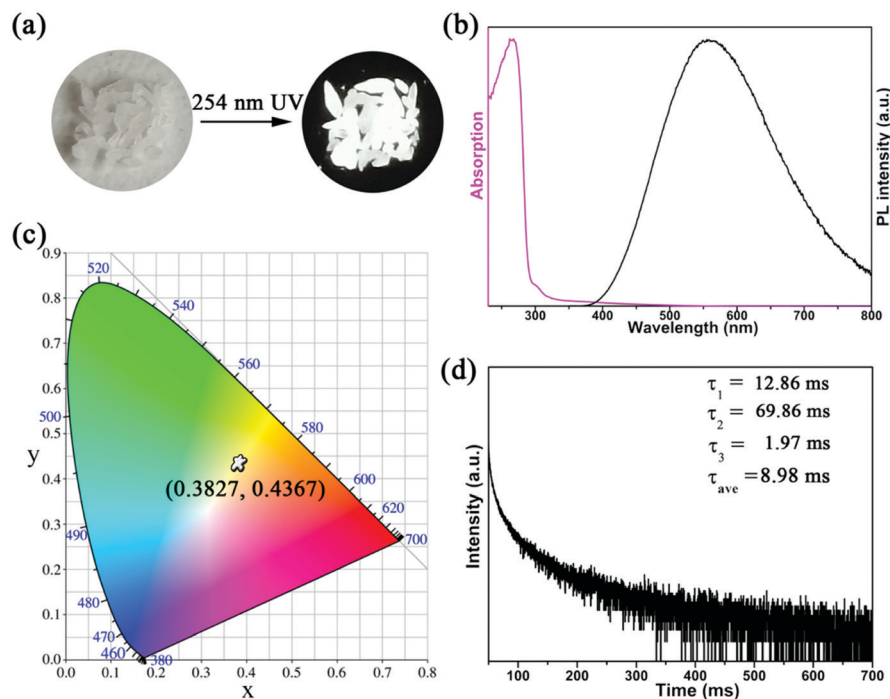 (a)
254 nm UV
(b)
Absorption
PL intensity (a.u.)
300 400 500 600 700 800
Wavelength (nm)
(c)
0.9
0.8
0.7
0.6
0.5
0.4
0.3
0.2
0.1
0.0
y
520
540
560
580
600
620
700
500
490
480
470
460
380
(0.3827, 0.4367)
0.0 0.1 0.2 0.3 0.4 0.5 0.6 0.7 0.8
x
(d)
τ1 = 12.86 ms
τ2 = 69.86 ms
τ3 = 1.97 ms
τave =8.98 ms
Intensity (a.u.)
100 200 300 400 500 600 700
Time (ms)